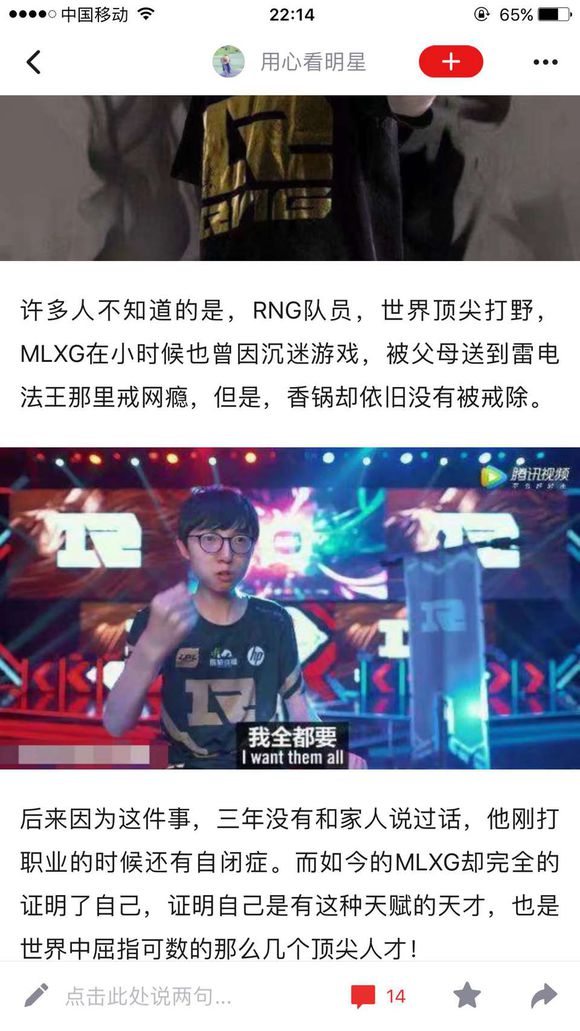 中国移动
22:14
65%
用心看明星
RNG
许多人不知道的是，RNG队员，世界顶尖打野，
MLXG在小时候也曾因沉迷游戏，被父母送到雷电
法王那里戒网瘾，但是，香锅却依旧没有被戒除。
腾讯视频
hp
我全都要
I want them all
后来因为这件事，三年没有和家人说过话，他刚打
职业的时候还有自闭症。而如今的MLXG却完全的
证明了自己，证明自己是有这种天赋的天才，也是
世界中屈指可数的那么几个顶尖人才！
点击此处说两句...
14